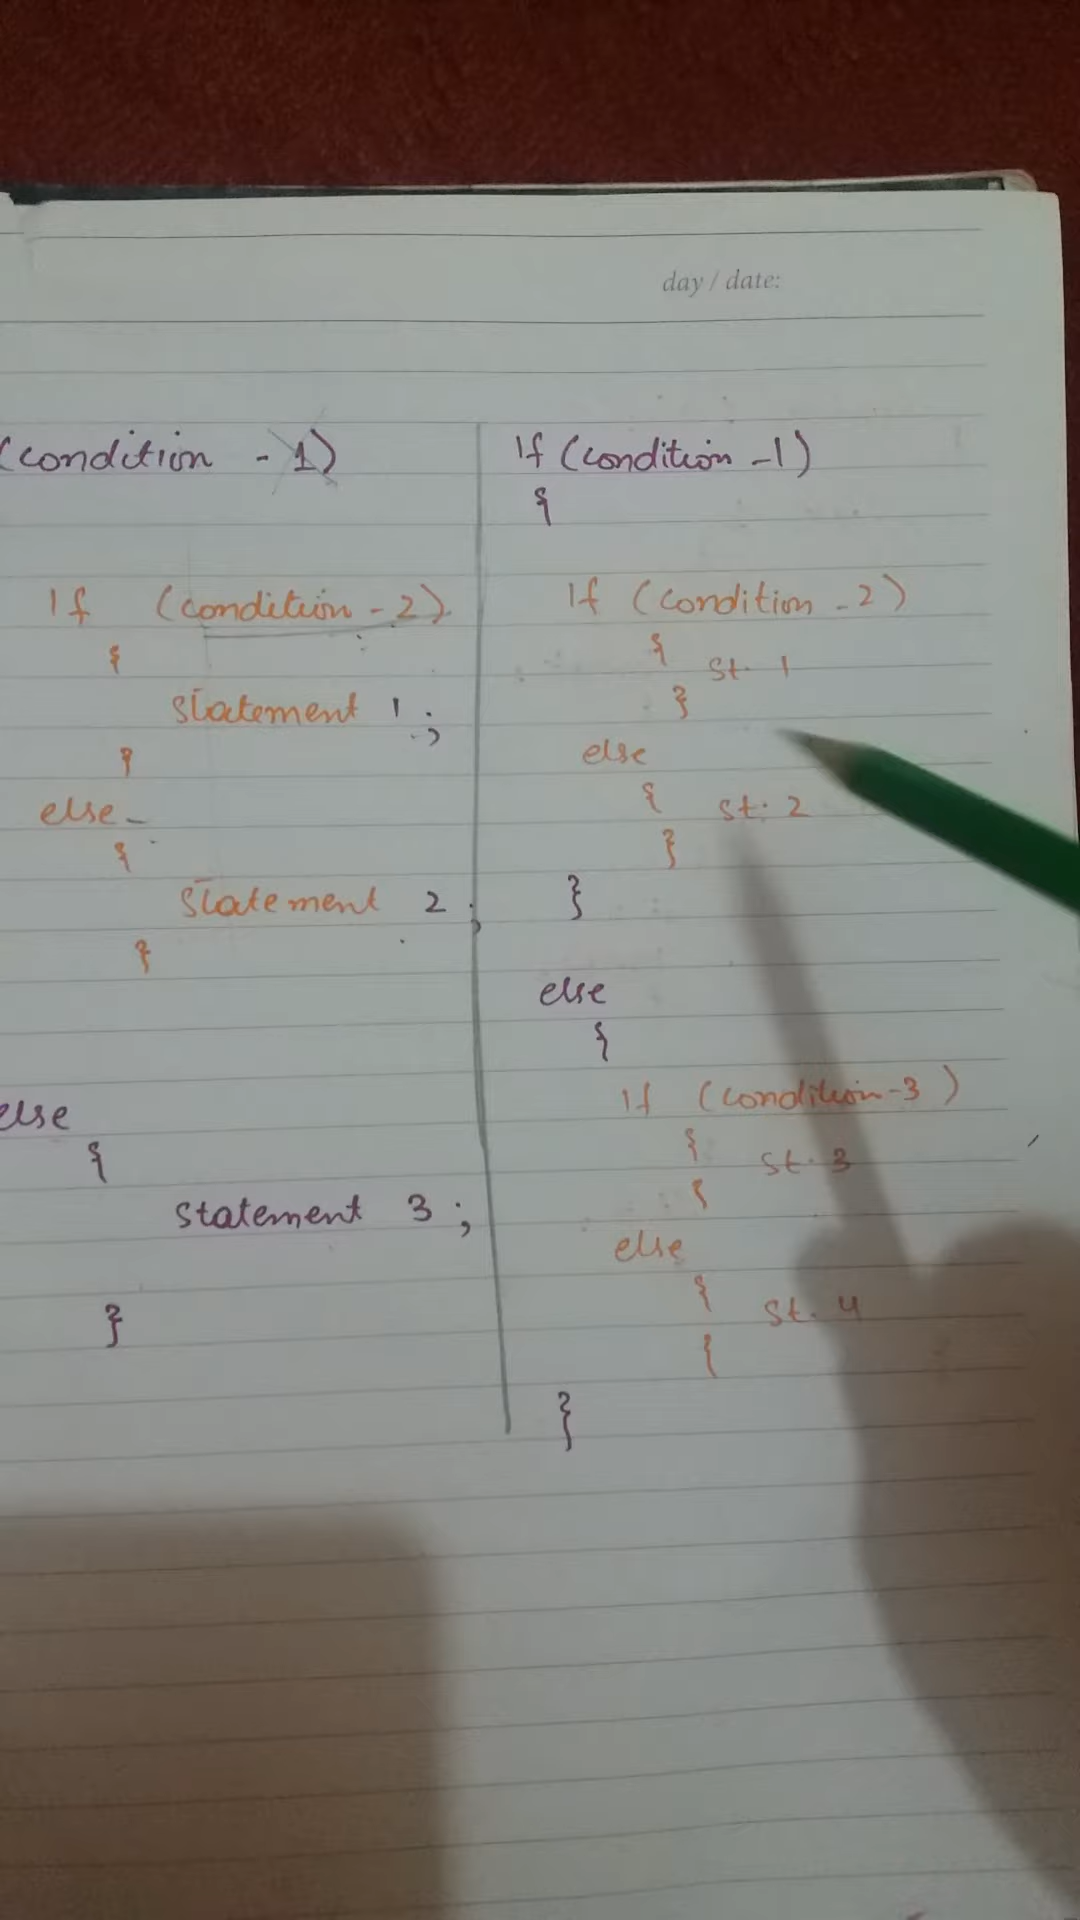 day / date:
(condition - 1)
If (condition - 2)
{
statement 1 ;
}
else -
{
statement 2 ;
}
else
{
statement 3 ;
}
If (condition - 1)
{
If (condition - 2)
{ st. 1
}
else
{ st. 2
}
}
else
{
If (condition - 3)
{ st. 3
{
else
{ st. 4
{
}